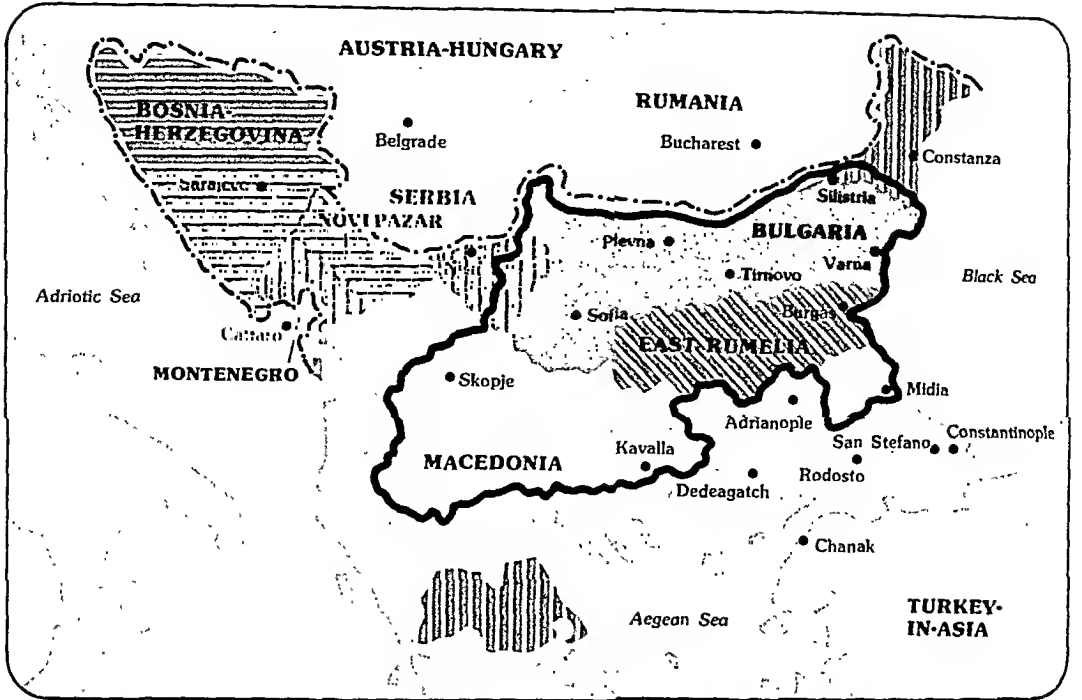 AUSTRIA-HUNGARY
BOSNIA-
HERZEGOVINA
RUMANIA
Belgrade
Bucharest
Constanza
Sarajevo
SERBIA
Silistria
NOVI PAZAR
Plevna
BULGARIA
Varna
Tirnovo
Black Sea
Adriotic Sea
Sofia
Burgas
Cattaro
EAST RUMELIA
MONTENEGRO
Skopje
Midia
Adrianople
San Stefano
Constantinople
Kavalla
MACEDONIA
Rodosto
Dedeagatch
Chanak
Aegean Sea
TURKEY-
IN-ASIA